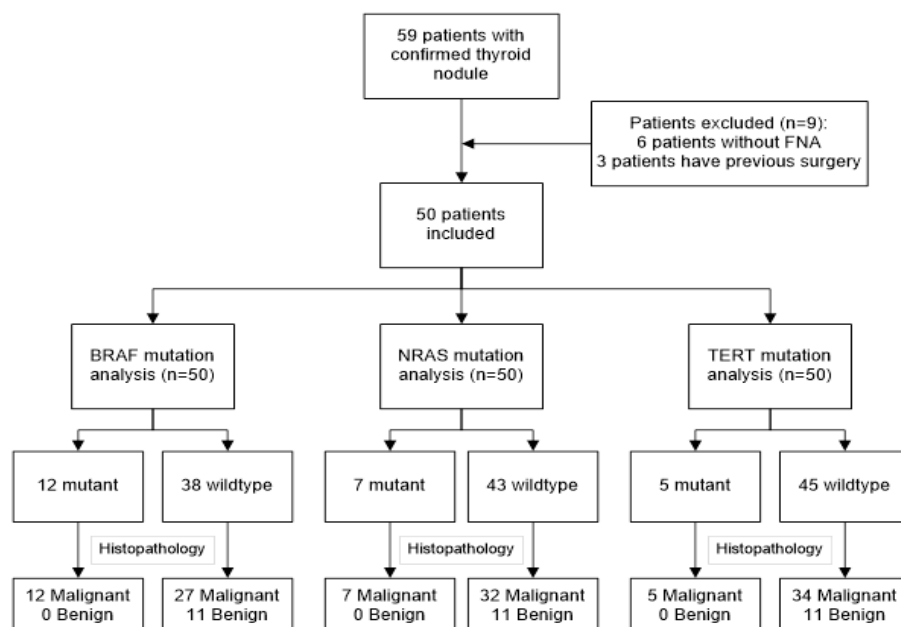 59 patients with
confirmed thyroid
nodule
Patients excluded (n=9):
6 patients without FNA
3 patients have previous surgery
50 patients
included
BRAF mutation
analysis (n=50)
NRAS mutation
analysis (n=50)
TERT mutation
analysis (n=50)
12 mutant
38 wildtype
7 mutant
43 wildtype
5 mutant
45 wildtype
Histopathology
Histopathology
Histopathology
12 Malignant
0 Benign
27 Malignant
11 Benign
7 Malignant
0 Benign
32 Malignant
11 Benign
5 Malignant
0 Benign
34 Malignant
11 Benign